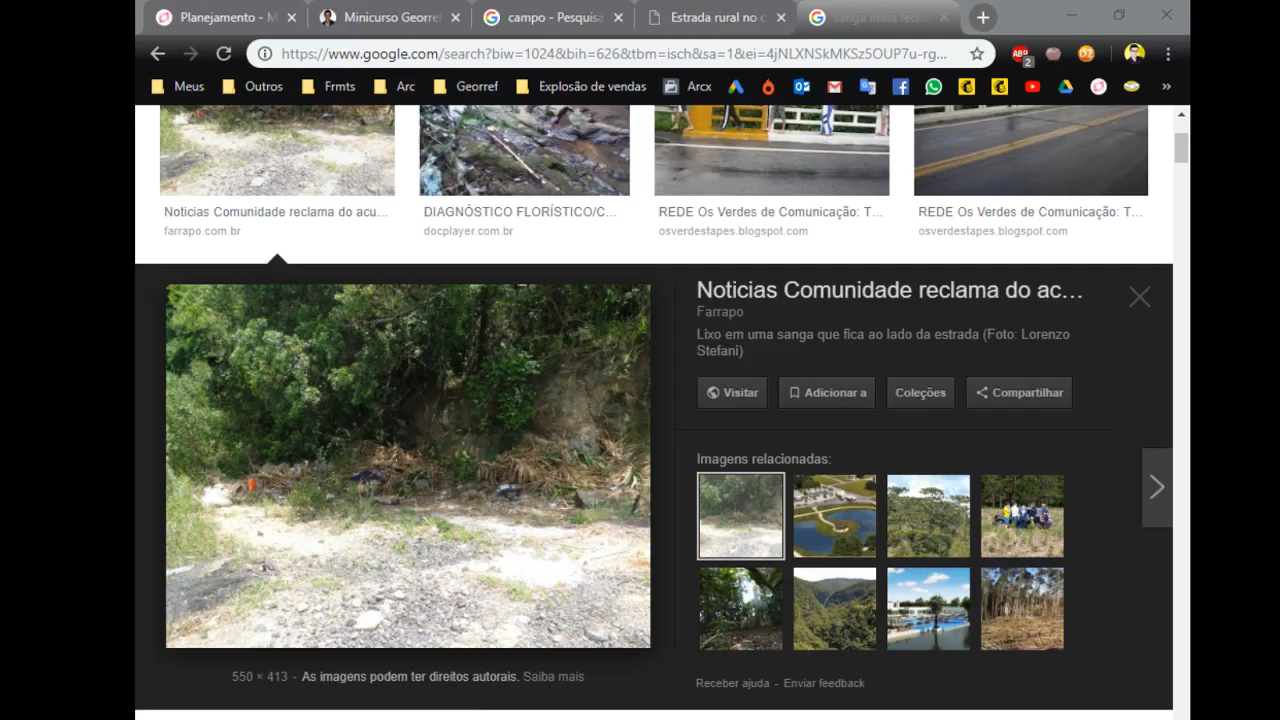 Planejamento - M
Minicurso Georref
campo - Pesquisa
Estrada rural no c
sanga mata
https://www.google.com/search?biw=1024&bih=626&tbm=isch&sa=1&ei=4jNLXNSkMKSz5OUP7u-rg...
2
Meus
Outros
Frmts
Arc
Georref
Explosão de vendas
Arcx
»
Noticias Comunidade reclama do acu...
farrapo.com.br
DIAGNÓSTICO FLORÍSTICO/C...
docplayer.com.br
REDE Os Verdes de Comunicação: T...
osverdestapes.blogspot.com
REDE Os Verdes de Comunicação: T...
osverdestapes.blogspot.com
Noticias Comunidade reclama do ac...
Farrapo
Lixo em uma sanga que fica ao lado da estrada (Foto: Lorenzo
Stefani)
Visitar
Adicionar a
Coleções
Compartilhar
Imagens relacionadas:
550 × 413 - As imagens podem ter direitos autorais. Saiba mais
Receber ajuda - Enviar feedback